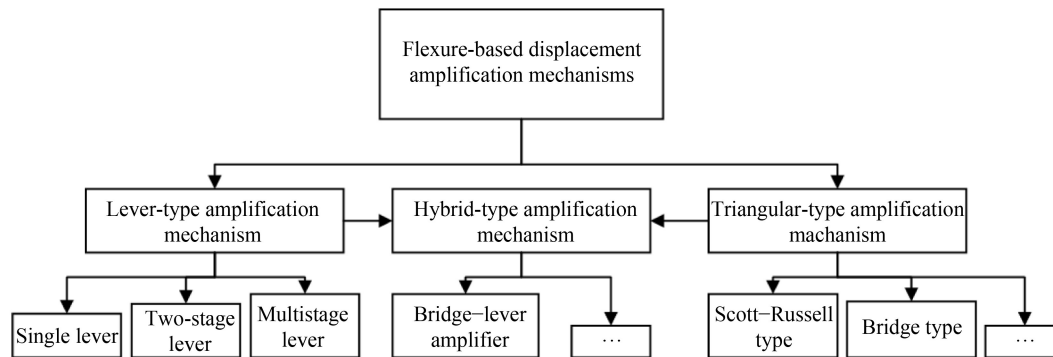 Flexure-based displacement
amplification mechanisms
Lever-type amplification
mechanism
Hybrid-type amplification
mechanism
Triangular-type amplification
machanism
Single lever
Two-stage
lever
Multistage
lever
Bridge−lever
amplifier
···
Scott−Russell
type
Bridge type
···